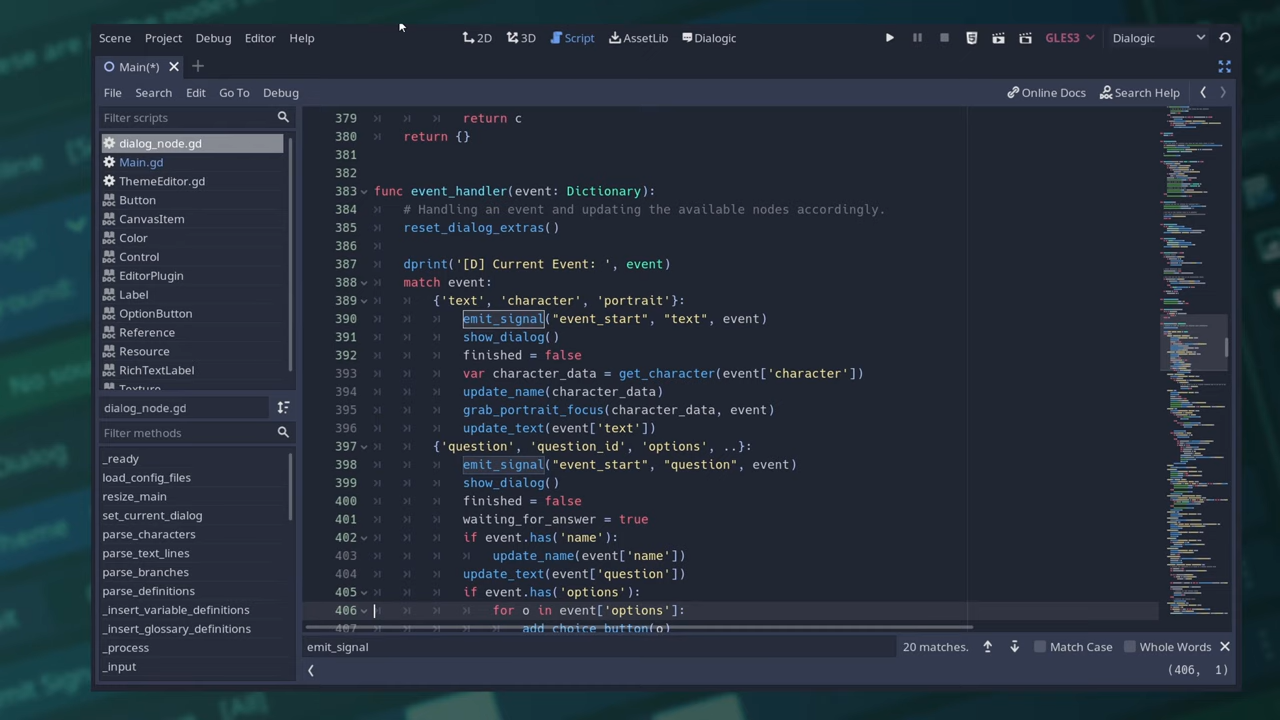 Scene Project Debug Editor Help 2D 3D Script AssetLib Dialogic GLES3 Dialogic
Main(*)
File Search Edit Go To Debug Online Docs Search Help
Filter scripts
dialog_node.gd
Main.gd
ThemeEditor.gd
Button
CanvasItem
Color
Control
EditorPlugin
Label
OptionButton
Reference
Resource
RichTextLabel
Texture
dialog_node.gd
Filter methods
_ready
load_config_files
resize_main
set_current_dialog
parse_characters
parse_text_lines
parse_branches
parse_definitions
_insert_variable_definitions
_insert_glossary_definitions
_process
_input
379 return c
380 return {}
381
382
383 func event_handler(event: Dictionary):
384 # Handling an event and updating the available nodes accordingly.
385 reset_dialog_extras()
386
387 dprint('[D] Current Event: ', event)
388 match event:
389 {'text', 'character', 'portrait'}:
390 emit_signal("event_start", "text", event)
391 show_dialog()
392 finished = false
393 var character_data = get_character(event['character'])
394 update_name(character_data)
395 grab_portrait_focus(character_data, event)
396 update_text(event['text'])
397 {'question', 'question_id', 'options', ..}:
398 emit_signal("event_start", "question", event)
399 show_dialog()
400 finished = false
401 waiting_for_answer = true
402 if event.has('name'):
403 update_name(event['name'])
404 update_text(event['question'])
405 if event.has('options'):
406 for o in event['options']:
407 add_choice_button(o)
emit_signal 20 matches. Match Case Whole Words
(406, 1)